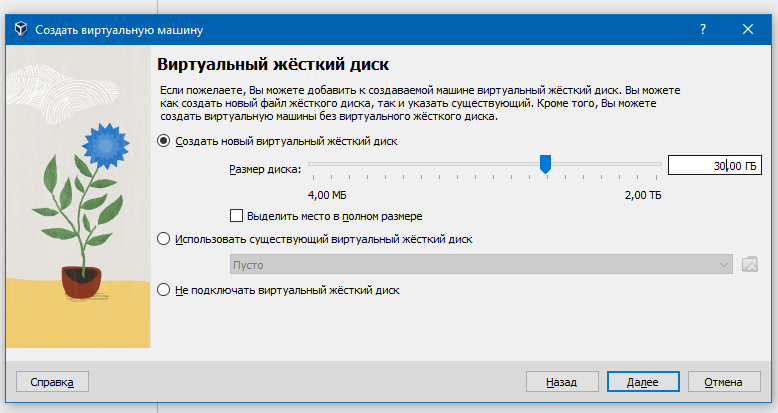 Создать виртуальную машину
?
Виртуальный жёсткий диск
Если пожелаете, Вы можете добавить к создаваемой машине виртуальный жёсткий диск. Вы можете
как создать новый файл жёсткого диска, так и указать существующий. Кроме того, Вы можете
создать виртуальную машины без виртуального жёсткого диска.
Создать новый виртуальный жёсткий диск
Размер диска:
30,00 ГБ
4,00 МБ
2,00 ТБ
Выделить место в полном размере
Использовать существующий виртуальный жёсткий диск
Пусто
Не подключать виртуальный жёсткий диск
Справка
Назад
Далее
Отмена